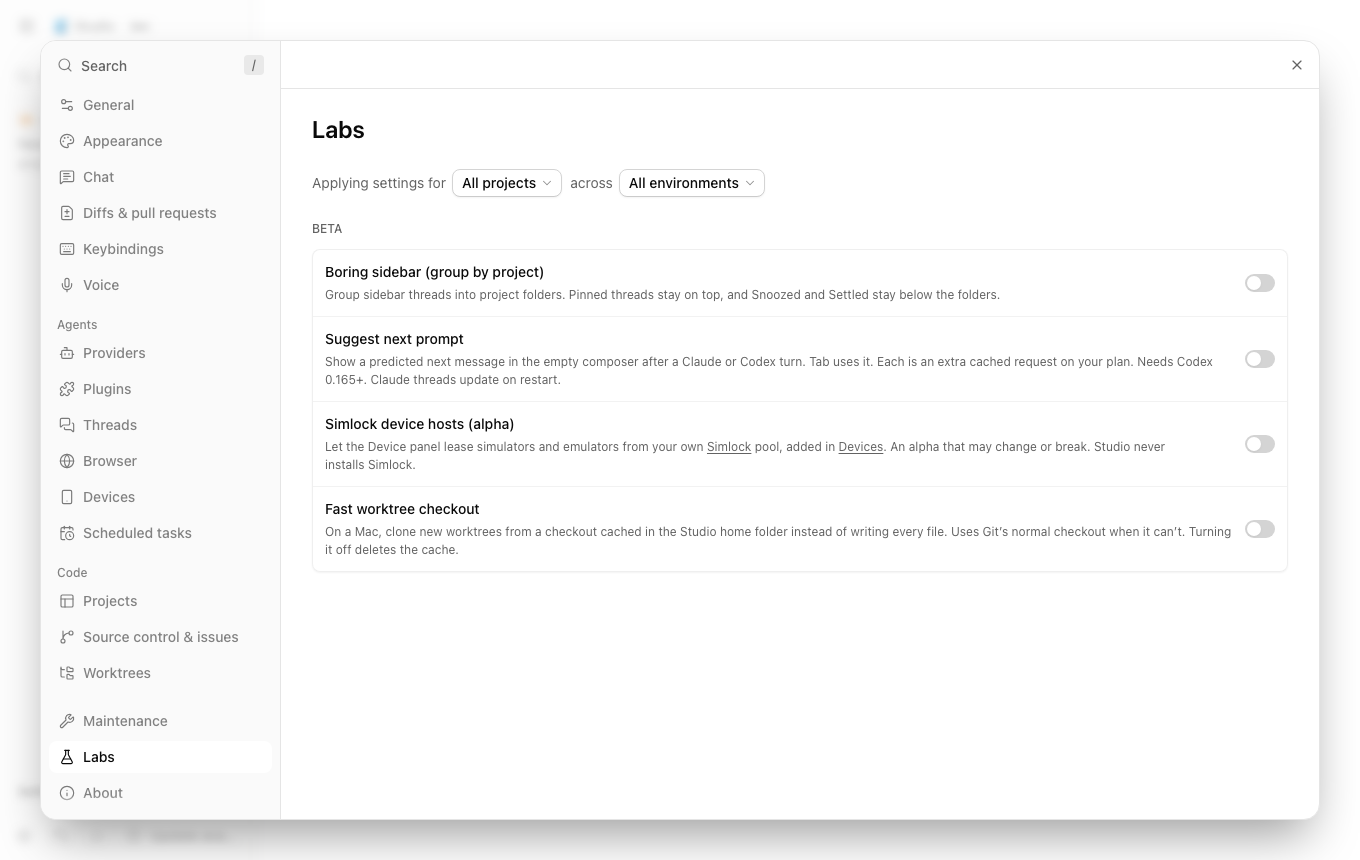 Search /
General
Appearance
Chat
Diffs & pull requests
Keybindings
Voice
Agents
Providers
Plugins
Threads
Browser
Devices
Scheduled tasks
Code
Projects
Source control & issues
Worktrees
Maintenance
Labs
About
Labs
Applying settings for All projects across All environments
BETA
Boring sidebar (group by project)
Group sidebar threads into project folders. Pinned threads stay on top, and Snoozed and Settled stay below the folders.
Suggest next prompt
Show a predicted next message in the empty composer after a Claude or Codex turn. Tab uses it. Each is an extra cached request on your plan. Needs Codex
0.165+. Claude threads update on restart.
Simlock device hosts (alpha)
Let the Device panel lease simulators and emulators from your own Simlock pool, added in Devices. An alpha that may change or break. Studio never
installs Simlock.
Fast worktree checkout
On a Mac, clone new worktrees from a checkout cached in the Studio home folder instead of writing every file. Uses Git's normal checkout when it can't. Turning
it off deletes the cache.